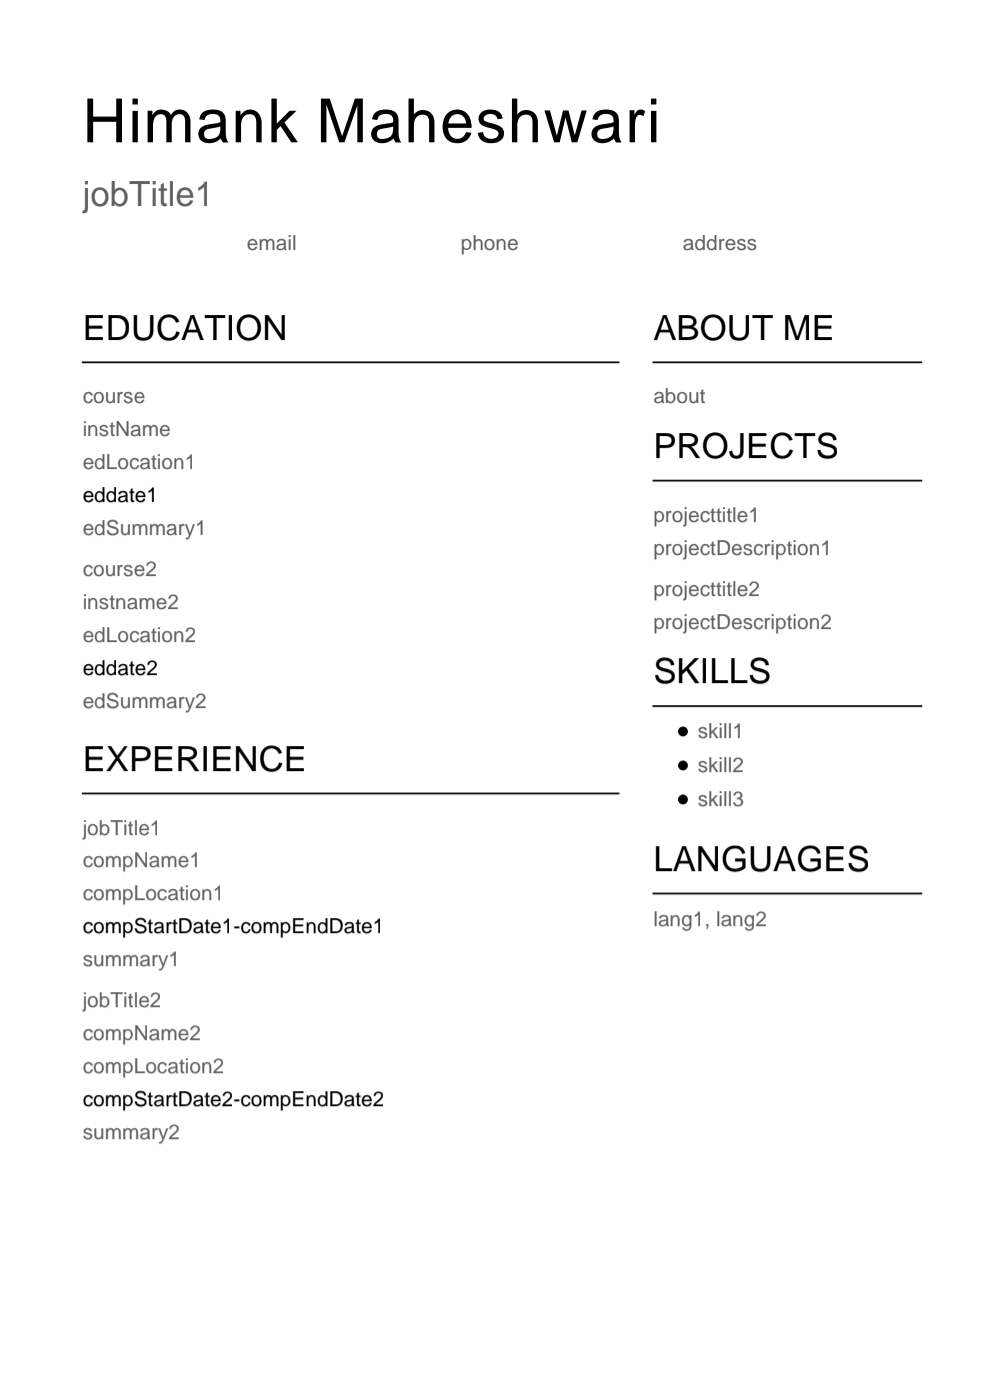 Himank Maheshwari
jobTitle1
email phone address
EDUCATION
course
instName
edLocation1
eddate1
edSummary1
course2
instname2
edLocation2
eddate2
edSummary2
EXPERIENCE
jobTitle1
compName1
compLocation1
compStartDate1-compEndDate1
summary1
jobTitle2
compName2
compLocation2
compStartDate2-compEndDate2
summary2
ABOUT ME
about
PROJECTS
projecttitle1
projectDescription1
projecttitle2
projectDescription2
SKILLS
● skill1
● skill2
● skill3
LANGUAGES
lang1, lang2